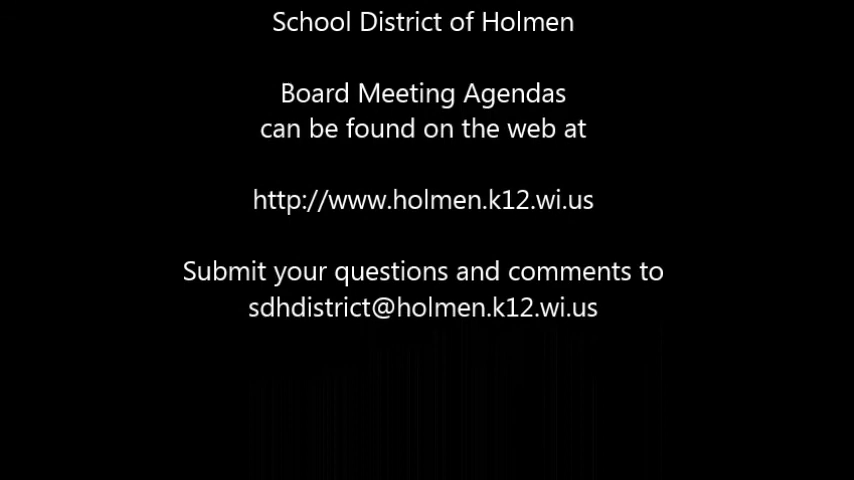 School District of Holmen
Board Meeting Agendas
can be found on the web at
http://www.holmen.k12.wi.us
Submit your questions and comments to
sdhdistrict@holmen.k12.wi.us